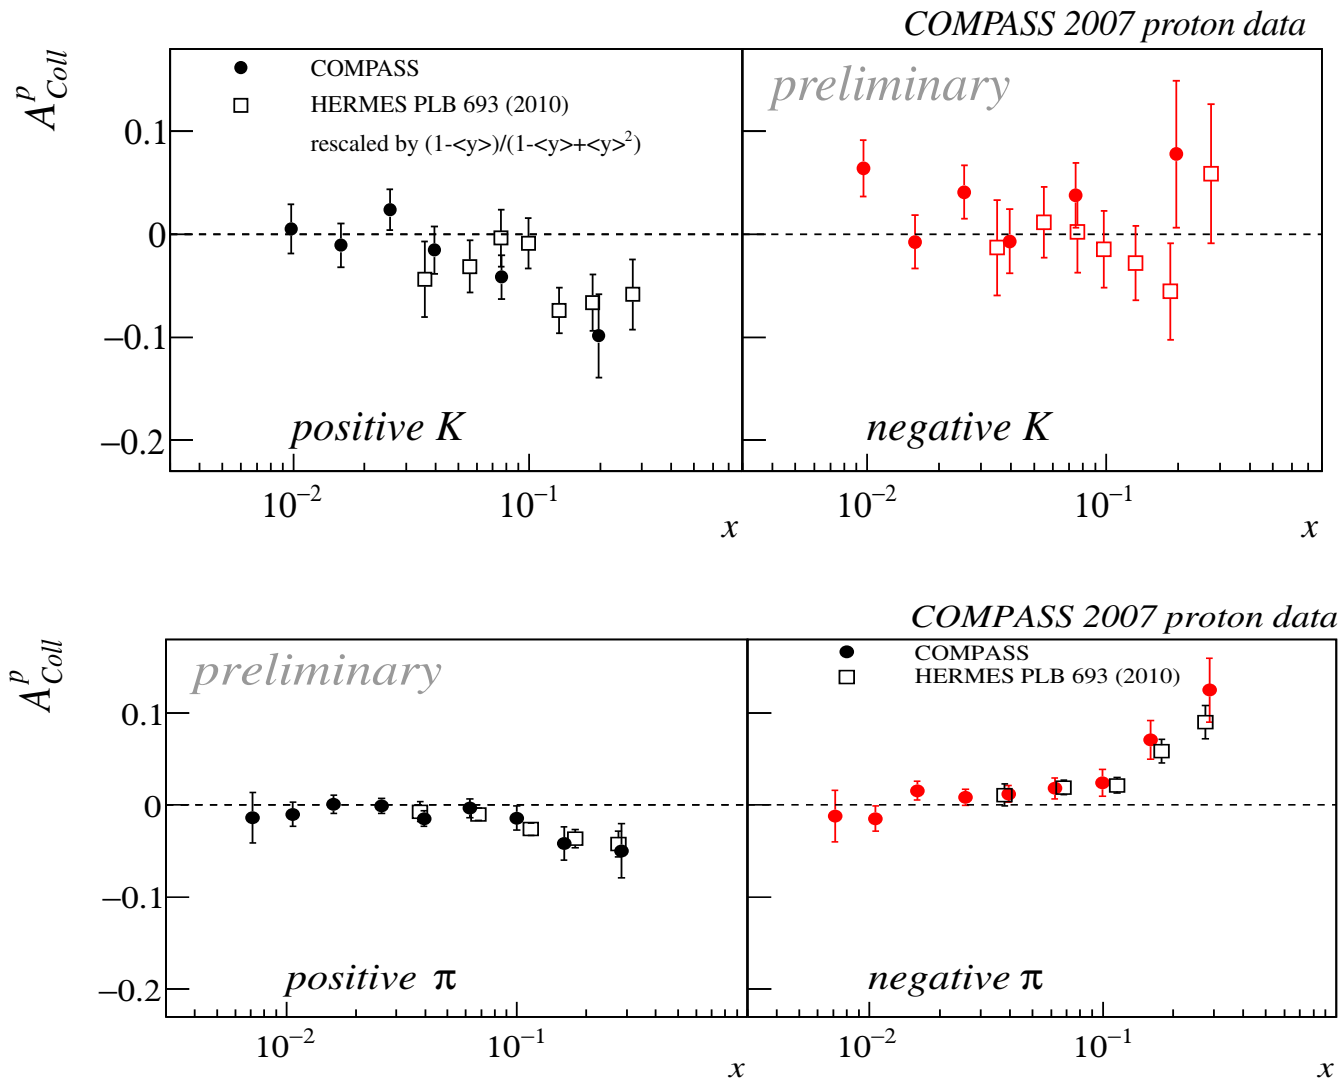 COMPASS 2007 proton data
A^p_Coll
COMPASS
HERMES PLB 693 (2010)
rescaled by (1-<y>)/(1-<y>+<y>²)
preliminary
0.1
0
−0.1
−0.2
positive K
negative K
10⁻²
10⁻¹
x
10⁻²
10⁻¹
x
COMPASS 2007 proton data
A^p_Coll
preliminary
COMPASS
HERMES PLB 693 (2010)
0.1
0
−0.1
−0.2
positive π
negative π
10⁻²
10⁻¹
x
10⁻²
10⁻¹
x